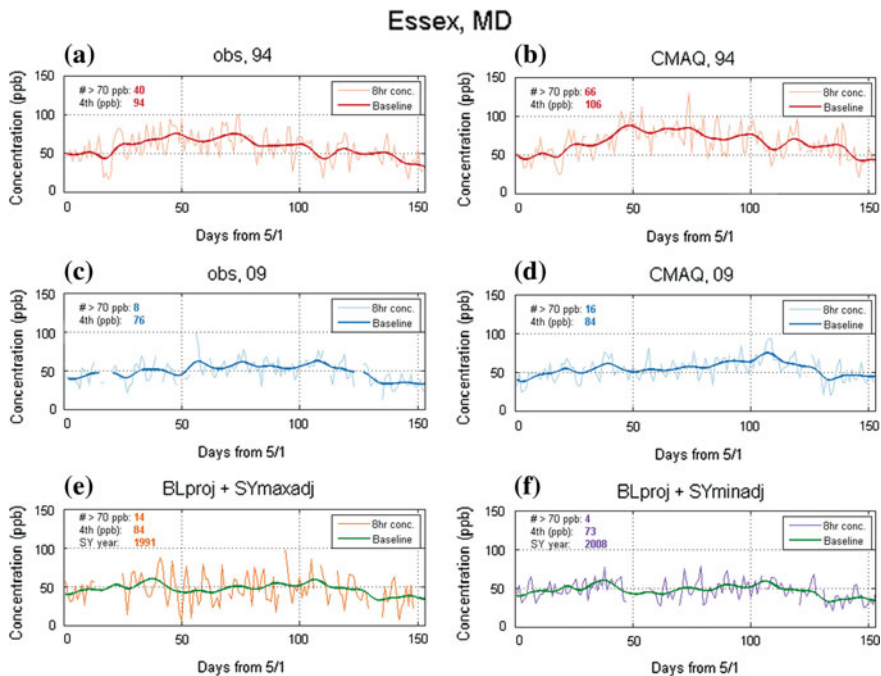 Essex, MD
(a)
obs, 94
# > 70 ppb: 40
4th (ppb): 94
8hr conc.
Baseline
Concentration (ppb)
150
100
50
0
0 50 100 150
Days from 5/1
(b)
CMAQ, 94
# > 70 ppb: 66
4th (ppb): 106
8hr conc.
Baseline
Concentration (ppb)
150
100
50
0
0 50 100 150
Days from 5/1
(c)
obs, 09
# > 70 ppb: 8
4th (ppb): 76
8hr conc.
Baseline
Concentration (ppb)
150
100
50
0
0 50 100 150
Days from 5/1
(d)
CMAQ, 09
# > 70 ppb: 16
4th (ppb): 84
8hr conc.
Baseline
Concentration (ppb)
150
100
50
0
0 50 100 150
Days from 5/1
(e)
BLproj + SYmaxadj
# > 70 ppb: 14
4th (ppb): 84
SY year: 1991
8hr conc.
Baseline
Concentration (ppb)
150
100
50
0
0 50 100 150
Days from 5/1
(f)
BLproj + SYminadj
# > 70 ppb: 4
4th (ppb): 73
SY year: 2008
8hr conc.
Baseline
Concentration (ppb)
150
100
50
0
0 50 100 150
Days from 5/1